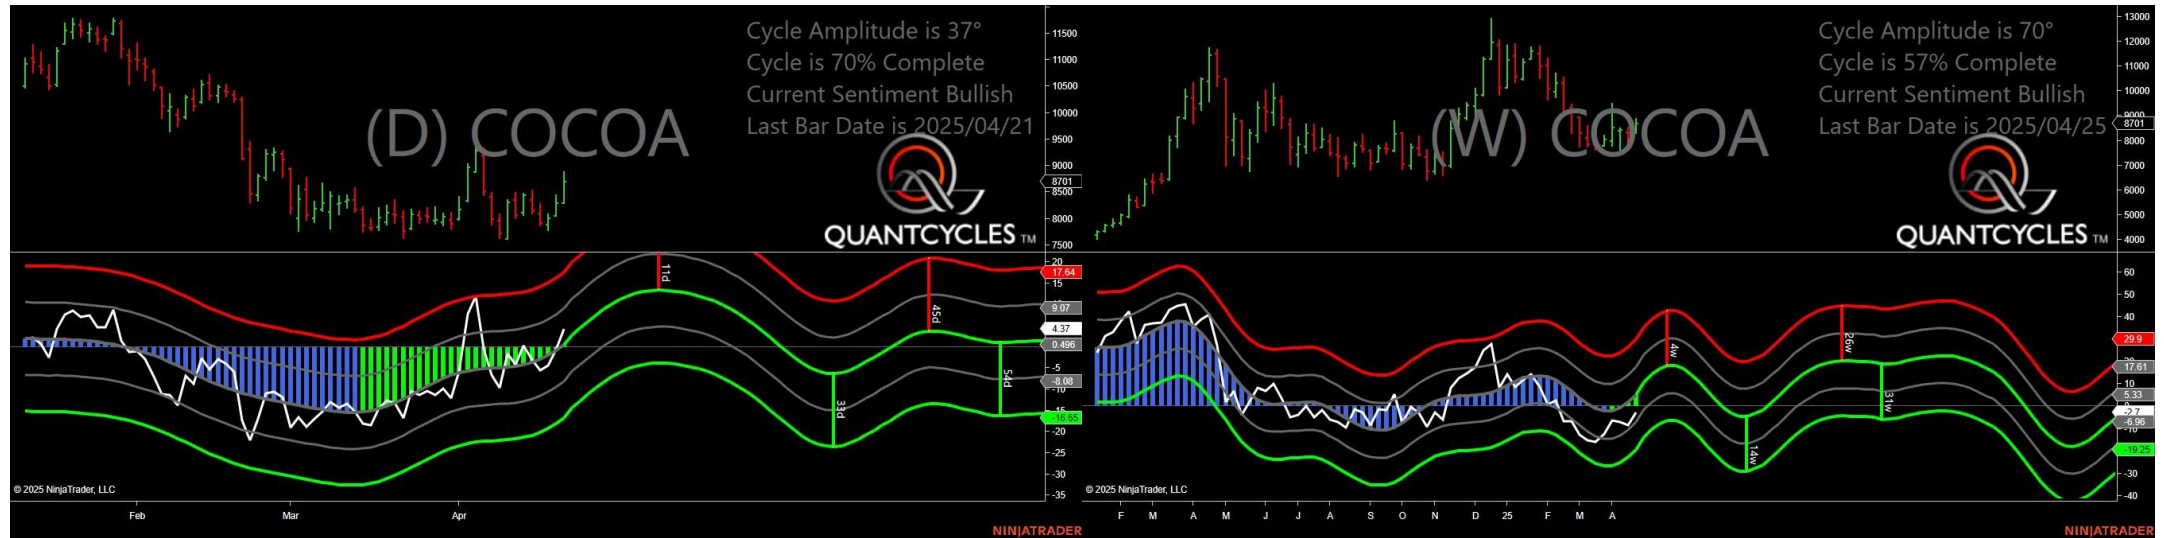 Cycle Amplitude is 37°
Cycle is 70% Complete
Current Sentiment Bullish
Last Bar Date is 2025/04/21
(D) COCOA
QUANTCYCLES TM
11500
11000
10500
10000
9500
9000
8701
8500
8000
7500
20
17.64
15
9.07
4.37
0.496
-5
-8.08
-16.65
-20
-25
-30
-35
11d
33d
45d
54d
© 2025 NinjaTrader, LLC
Feb Mar Apr
NINJATRADER
Cycle Amplitude is 70°
Cycle is 57% Complete
Current Sentiment Bullish
Last Bar Date is 2025/04/25
(W) COCOA
QUANTCYCLES TM
13000
12000
11000
10000
9000
8701
8000
7000
6000
5000
4000
60
50
40
29.9
17.61
10
5.33
-2.7
-6.96
-19.25
-30
-40
4w
14w
26w
31w
© 2025 NinjaTrader, LLC
F M A M J J A S O N D 25 F M A
NINJATRADER